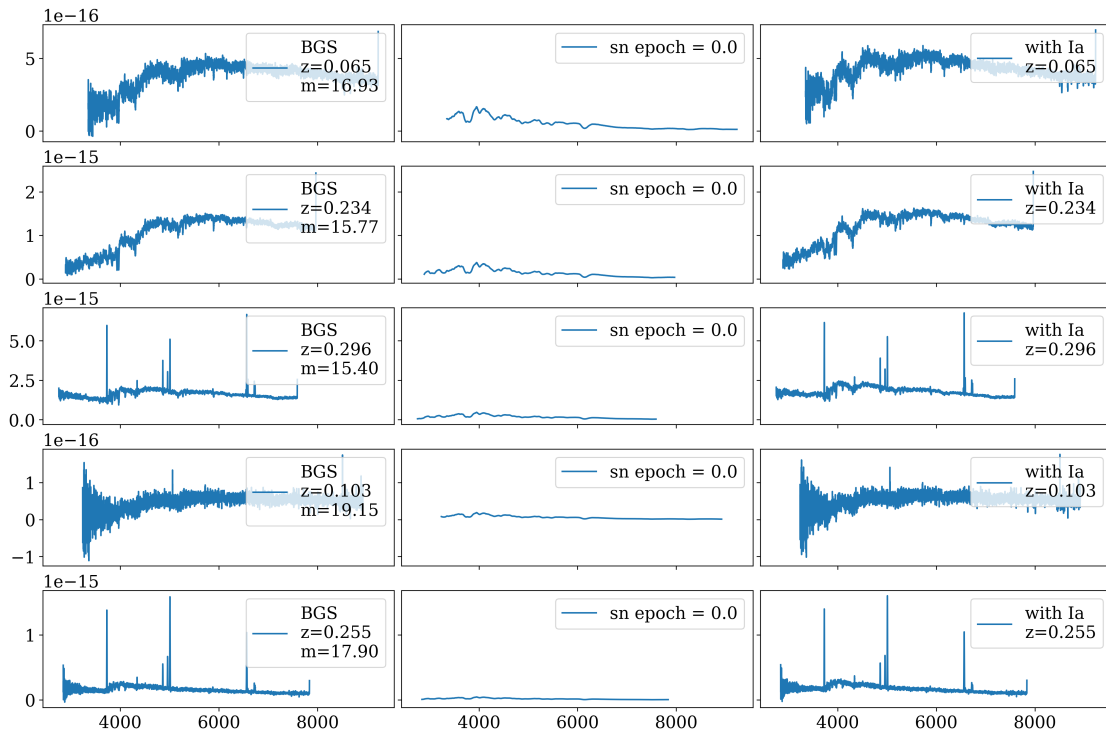 1e−16
5
0
BGS
z=0.065
m=16.93
sn epoch = 0.0
with Ia
z=0.065
1e−15
2
1
0
BGS
z=0.234
m=15.77
sn epoch = 0.0
with Ia
z=0.234
1e−15
5.0
2.5
0.0
BGS
z=0.296
m=15.40
sn epoch = 0.0
with Ia
z=0.296
1e−16
1
0
−1
BGS
z=0.103
m=19.15
sn epoch = 0.0
with Ia
z=0.103
1e−15
1
0
BGS
z=0.255
m=17.90
sn epoch = 0.0
with Ia
z=0.255
4000 6000 8000 4000 6000 8000 4000 6000 8000